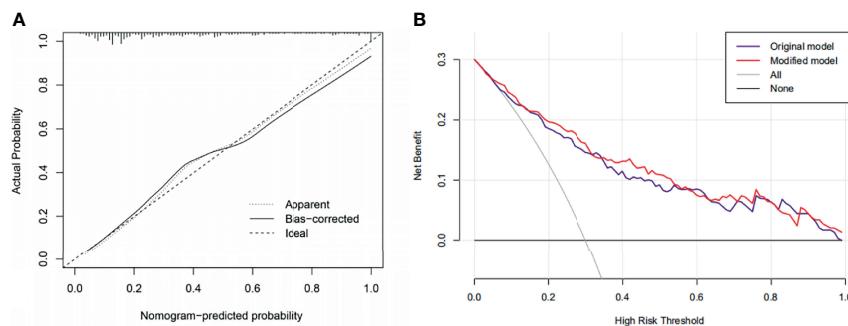 A
1.0
0.8
0.6
0.4
0.2
0.0
Actual Probability
Apparent
Bias-corrected
Iceal
0.0 0.2 0.4 0.6 0.8 1.0
Nomogram-predicted probability
B
Original model
Modified model
All
None
0.3
0.2
0.1
0.0
Net Benefit
0.0 0.2 0.4 0.6 0.8 1.0
High Risk Threshold